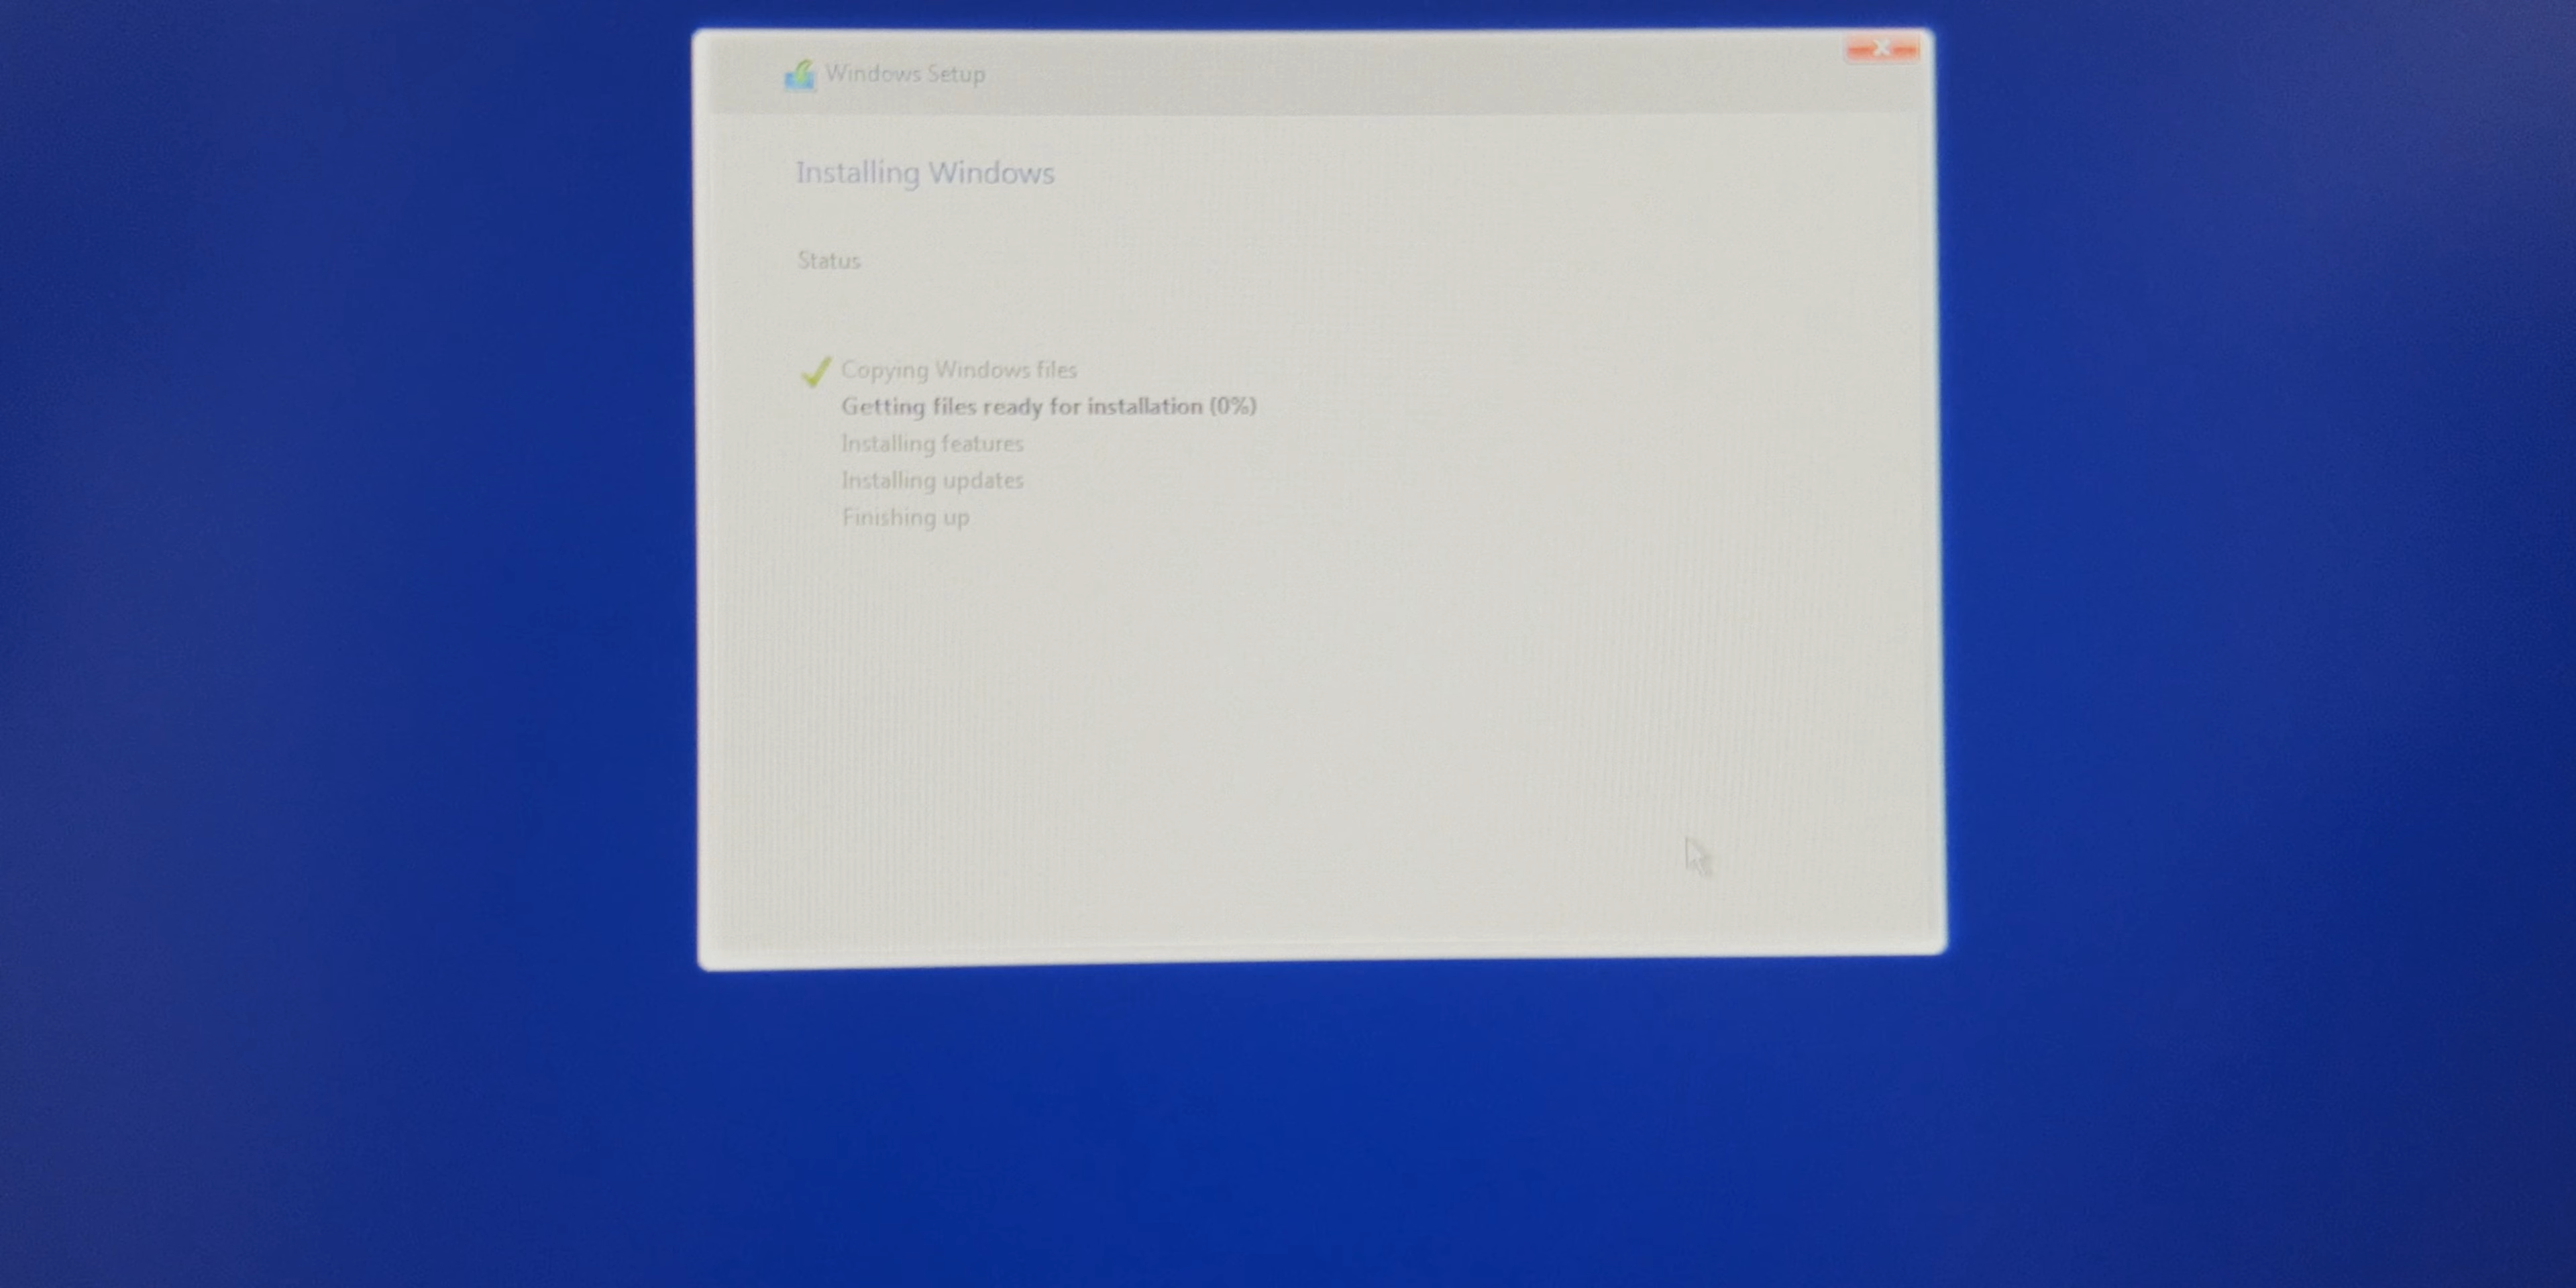 Windows Setup
Installing Windows
Status
Copying Windows files
Getting files ready for installation (0%)
Installing features
Installing updates
Finishing up